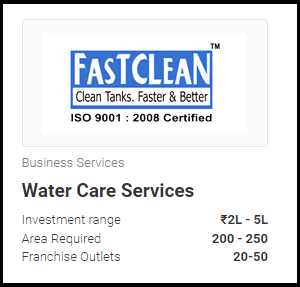 FASTCLEAN™
Clean Tanks. Faster & Better
ISO 9001 : 2008 Certified
Business Services
Water Care Services
Investment range ₹2L - 5L
Area Required 200 - 250
Franchise Outlets 20-50